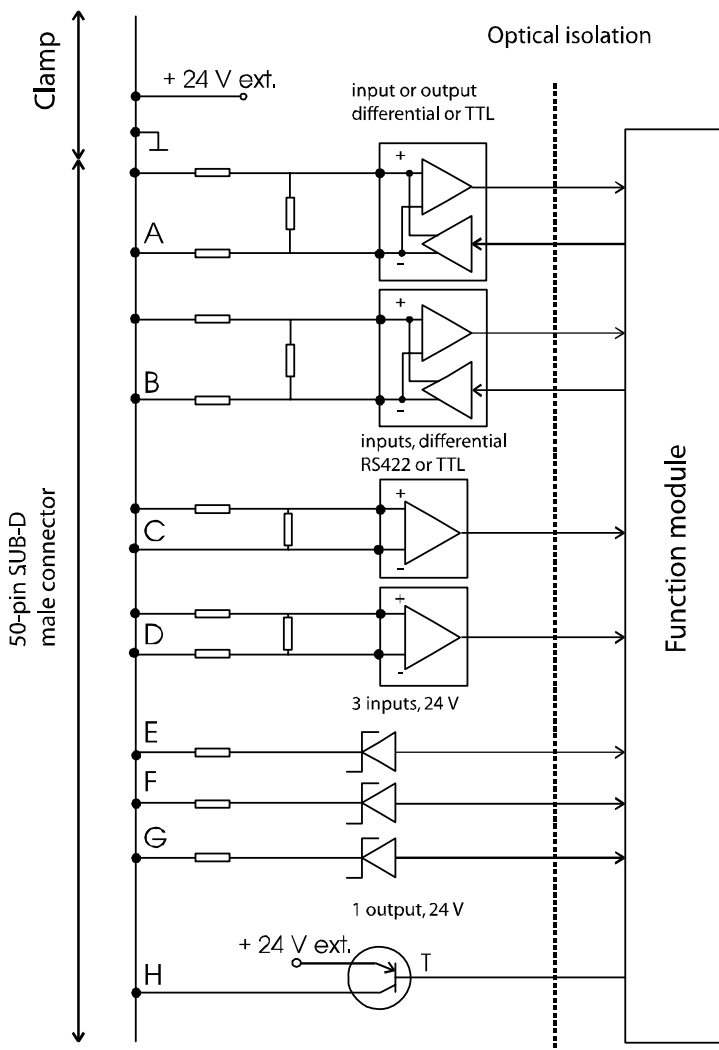 Optical isolation
Clamp
+ 24 V ext.
input or output
differential or TTL
+
A
-
+
B
-
inputs, differential
RS422 or TTL
+
C
-
+
D
-
50-pin SUB-D
male connector
Function module
3 inputs, 24 V
E
F
G
1 output, 24 V
+ 24 V ext.
T
H